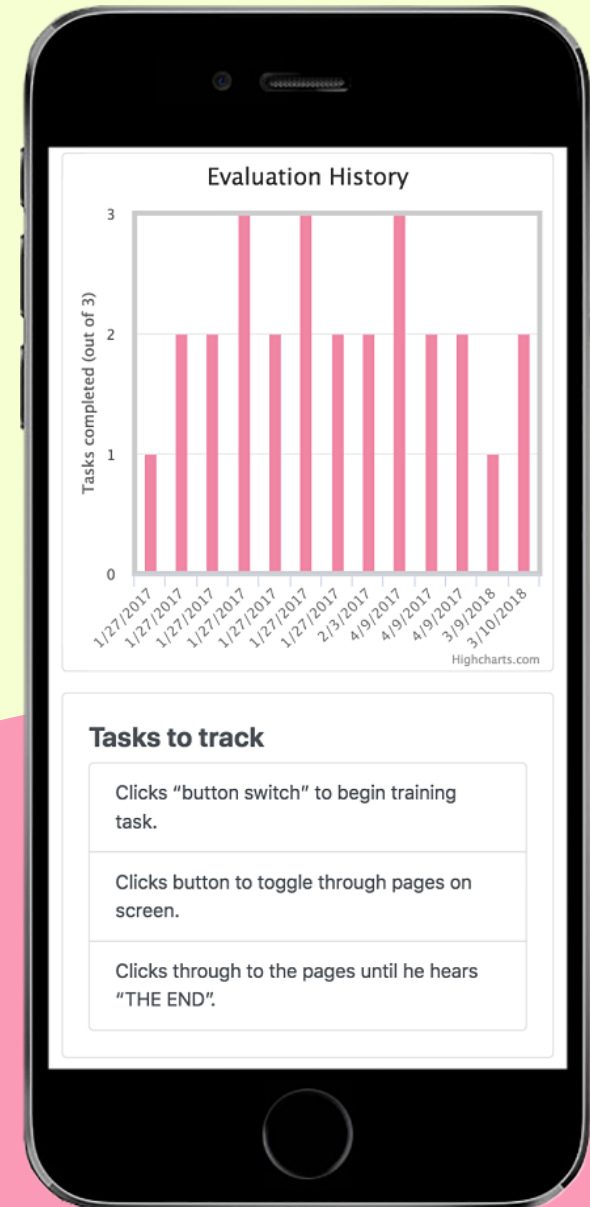 Evaluation History
3
2
1
0
Tasks completed (out of 3)
1/27/2017
1/27/2017
1/27/2017
1/27/2017
1/27/2017
1/27/2017
1/27/2017
2/3/2017
4/9/2017
4/9/2017
4/9/2017
3/9/2018
3/10/2018
Highcharts.com
Tasks to track
Clicks “button switch” to begin training
task.
Clicks button to toggle through pages on
screen.
Clicks through to the pages until he hears
“THE END”.